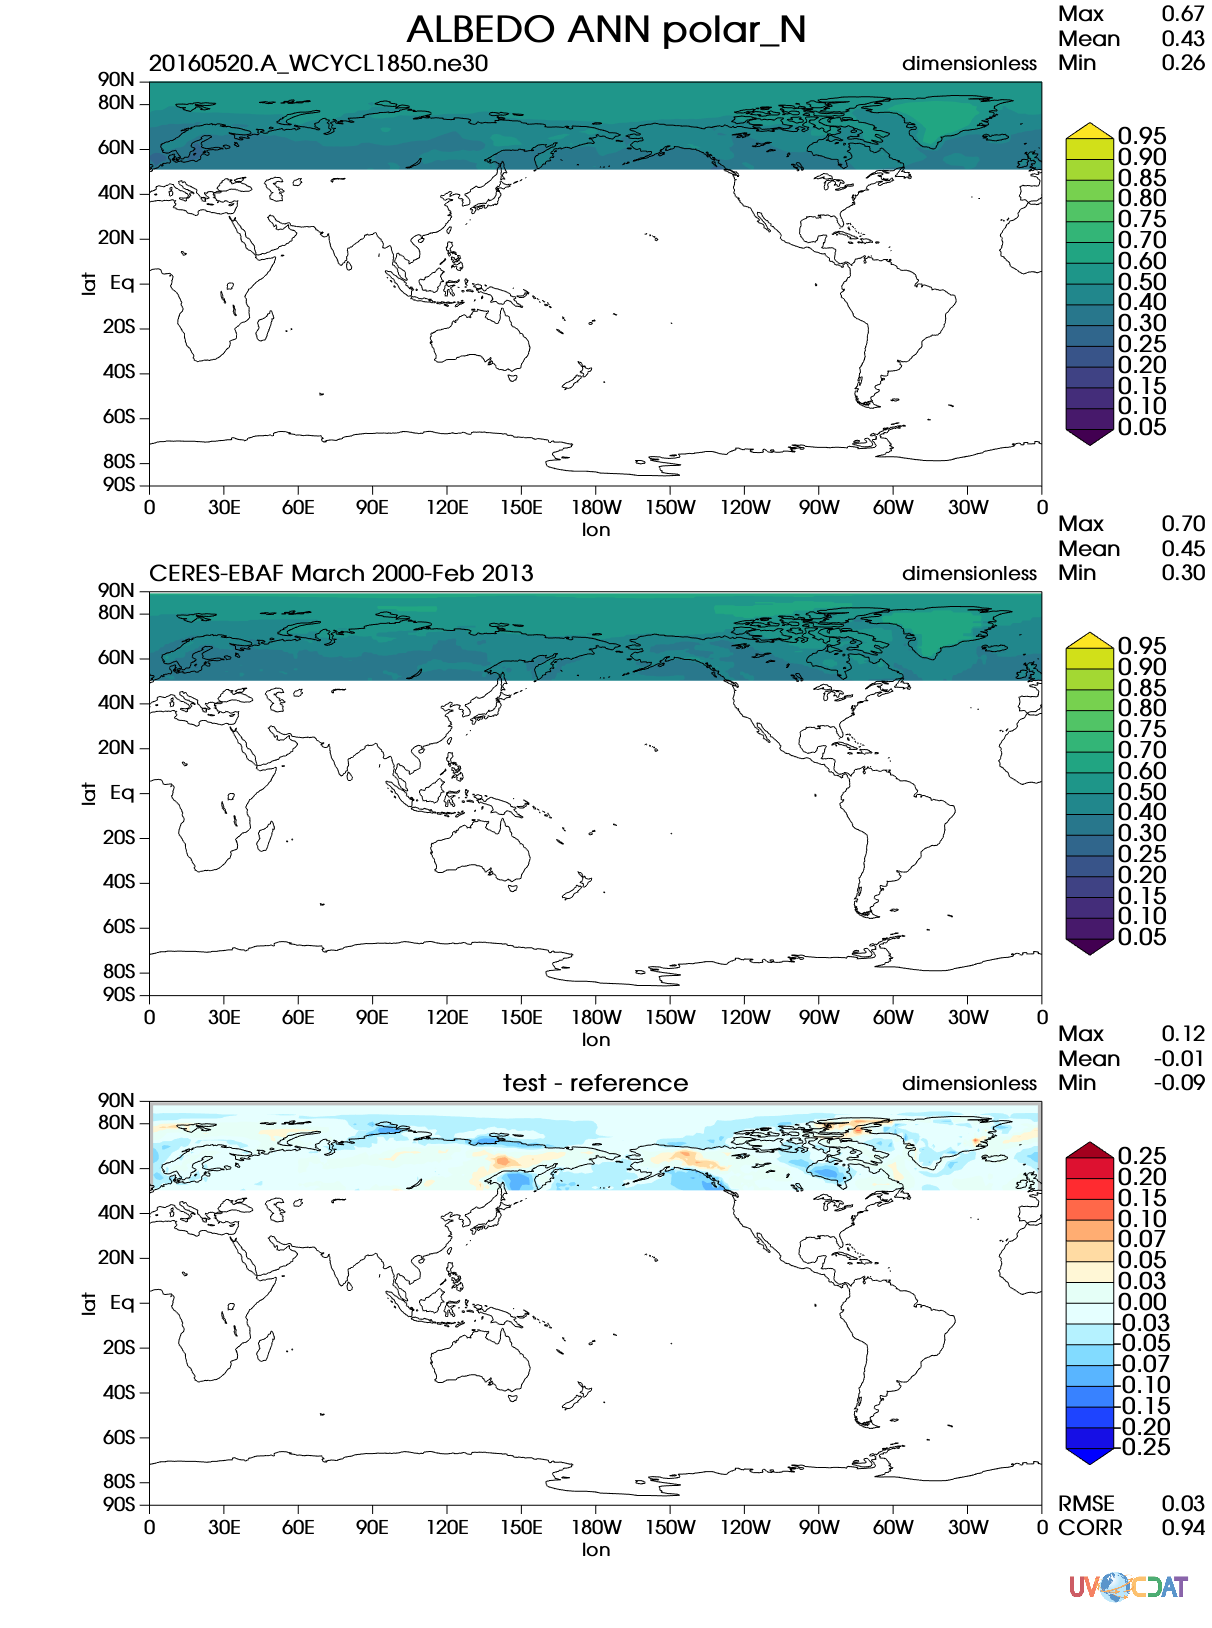 ALBEDO ANN polar_N
Max 0.67
Mean 0.43
Min 0.26
20160520.A_WCYCL1850.ne30
dimensionless
90N
80N
60N
40N
20N
Eq
20S
40S
60S
80S
90S
lat
0 30E 60E 90E 120E 150E 180W 150W 120W 90W 60W 30W 0
lon
0.95
0.90
0.85
0.80
0.75
0.70
0.60
0.50
0.40
0.30
0.25
0.20
0.15
0.10
0.05
Max 0.70
Mean 0.45
Min 0.30
CERES-EBAF March 2000-Feb 2013
dimensionless
90N
80N
60N
40N
20N
Eq
20S
40S
60S
80S
90S
lat
0 30E 60E 90E 120E 150E 180W 150W 120W 90W 60W 30W 0
lon
0.95
0.90
0.85
0.80
0.75
0.70
0.60
0.50
0.40
0.30
0.25
0.20
0.15
0.10
0.05
Max 0.12
Mean -0.01
Min -0.09
test - reference
dimensionless
90N
80N
60N
40N
20N
Eq
20S
40S
60S
80S
90S
lat
0 30E 60E 90E 120E 150E 180W 150W 120W 90W 60W 30W 0
lon
0.25
0.20
0.15
0.10
0.07
0.05
0.03
0.00
-0.03
-0.05
-0.07
-0.10
-0.15
-0.20
-0.25
RMSE 0.03
CORR 0.94
UV CDAT